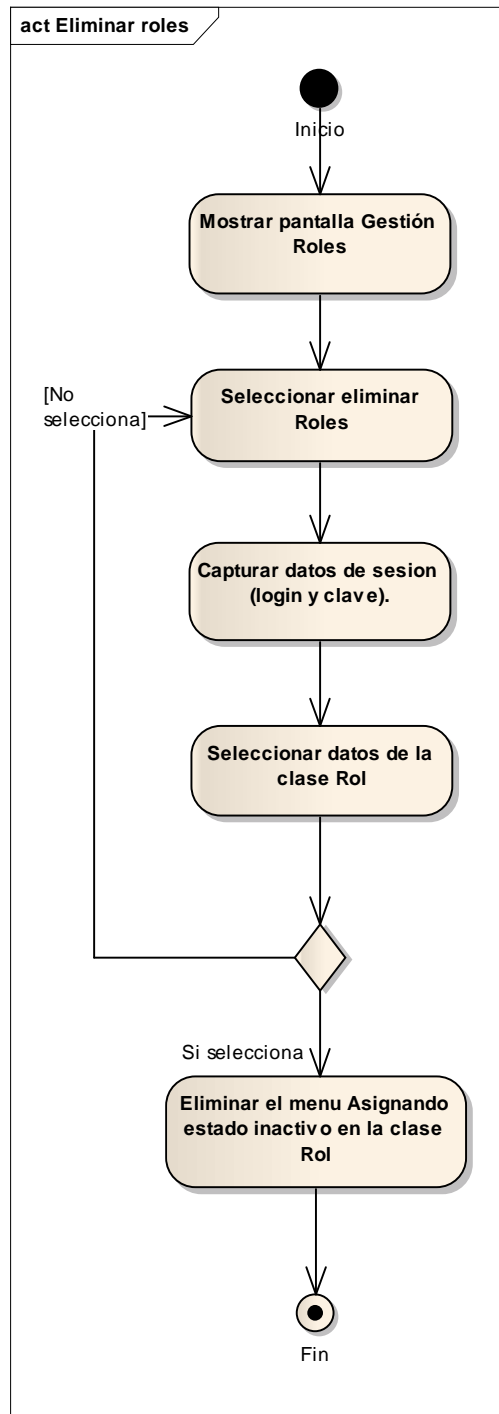 act Eliminar roles
Inicio
Mostrar pantalla Gestión
Roles
[No
selecciona]
Seleccionar eliminar
Roles
Capturar datos de sesion
(login y clave).
Seleccionar datos de la
clase Rol
Si selecciona
Eliminar el menu Asignando
estado inactivo en la clase
Rol
Fin